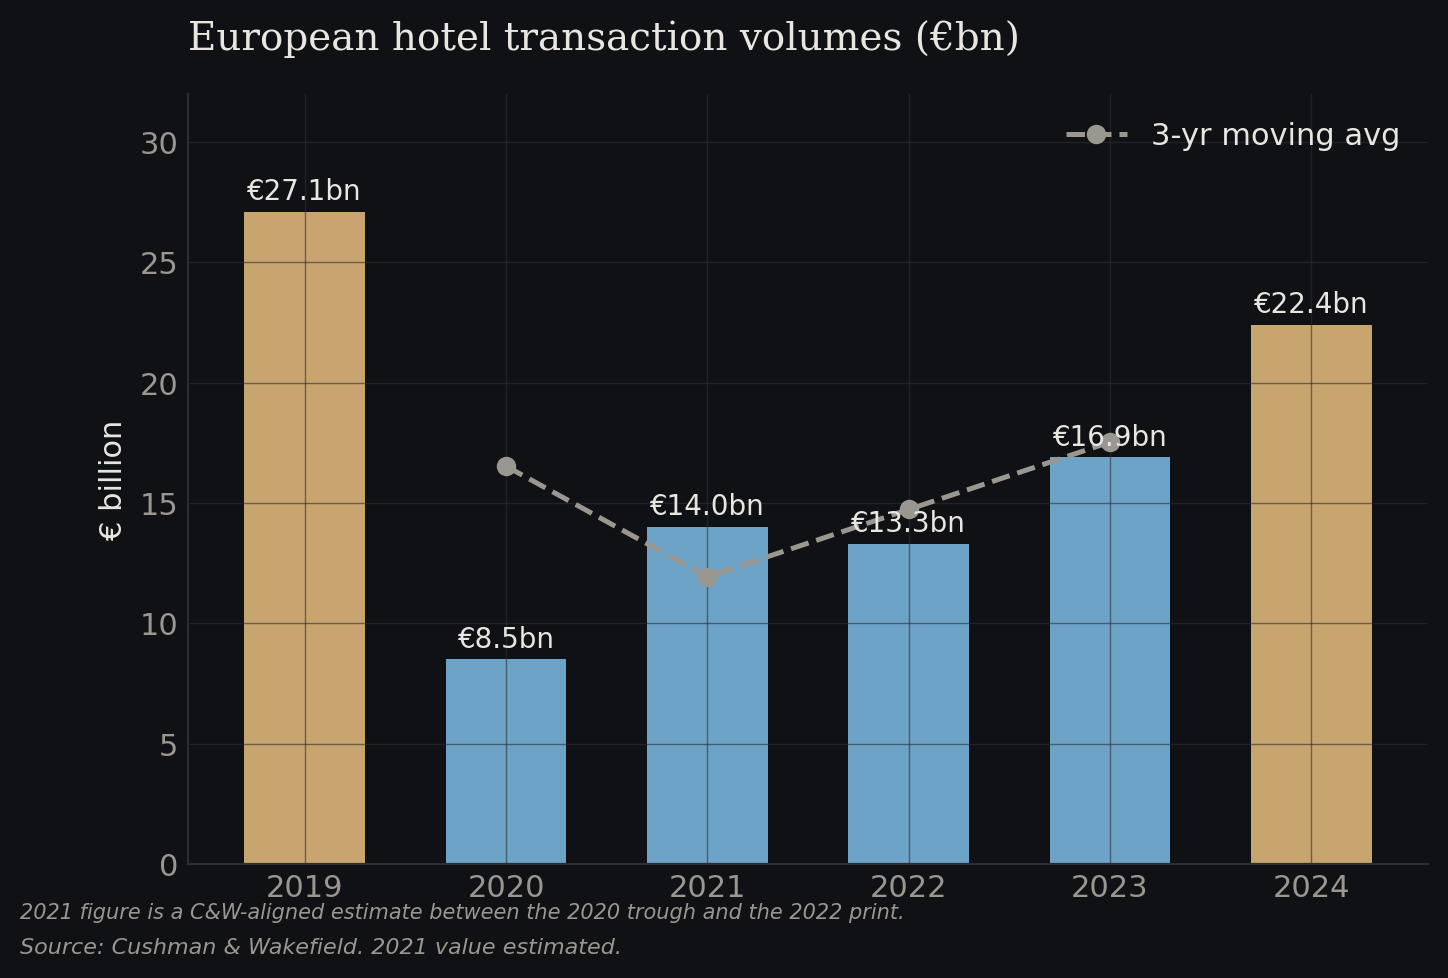 European hotel transaction volumes (€bn)
3-yr moving avg
€ billion
30
25
20
15
10
5
0
€27.1bn
€8.5bn
€14.0bn
€13.3bn
€16.9bn
€22.4bn
2019 2020 2021 2022 2023 2024
2021 figure is a C&W-aligned estimate between the 2020 trough and the 2022 print.
Source: Cushman & Wakefield. 2021 value estimated.